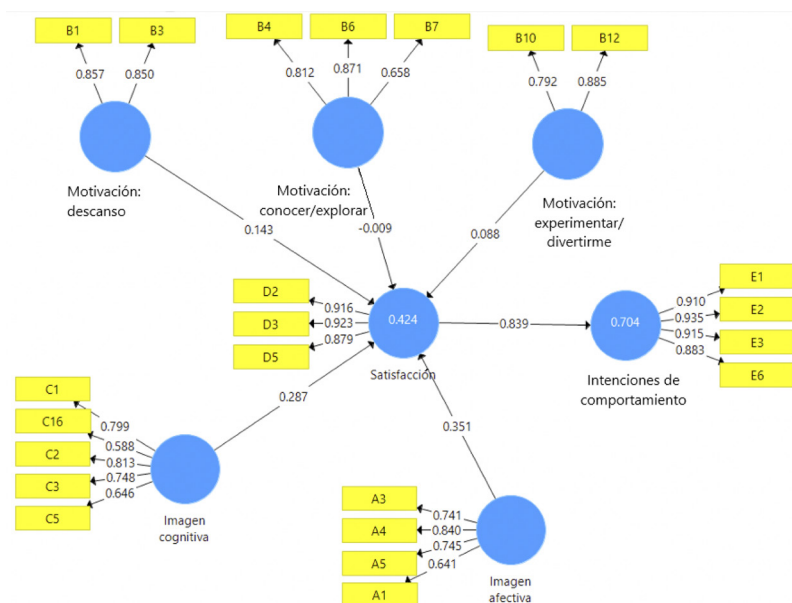 B1
B3
B4
B6
B7
B10
B12
0.857
0.850
0.812
0.871
0.658
0.792
0.885
Motivación:
descanso
Motivación:
conocer/explorar
Motivación:
experimentar/
divertirme
0.143
-0.009
0.088
D2
D3
D5
0.916
0.923
0.879
0.424
Satisfacción
0.839
0.704
Intenciones de
comportamiento
0.910
0.935
0.915
0.883
E1
E2
E3
E6
C1
C16
C2
C3
C5
0.799
0.588
0.813
0.748
0.646
Imagen
cognitiva
0.287
0.351
A3
A4
A5
A1
0.741
0.840
0.745
0.641
Imagen
afectiva